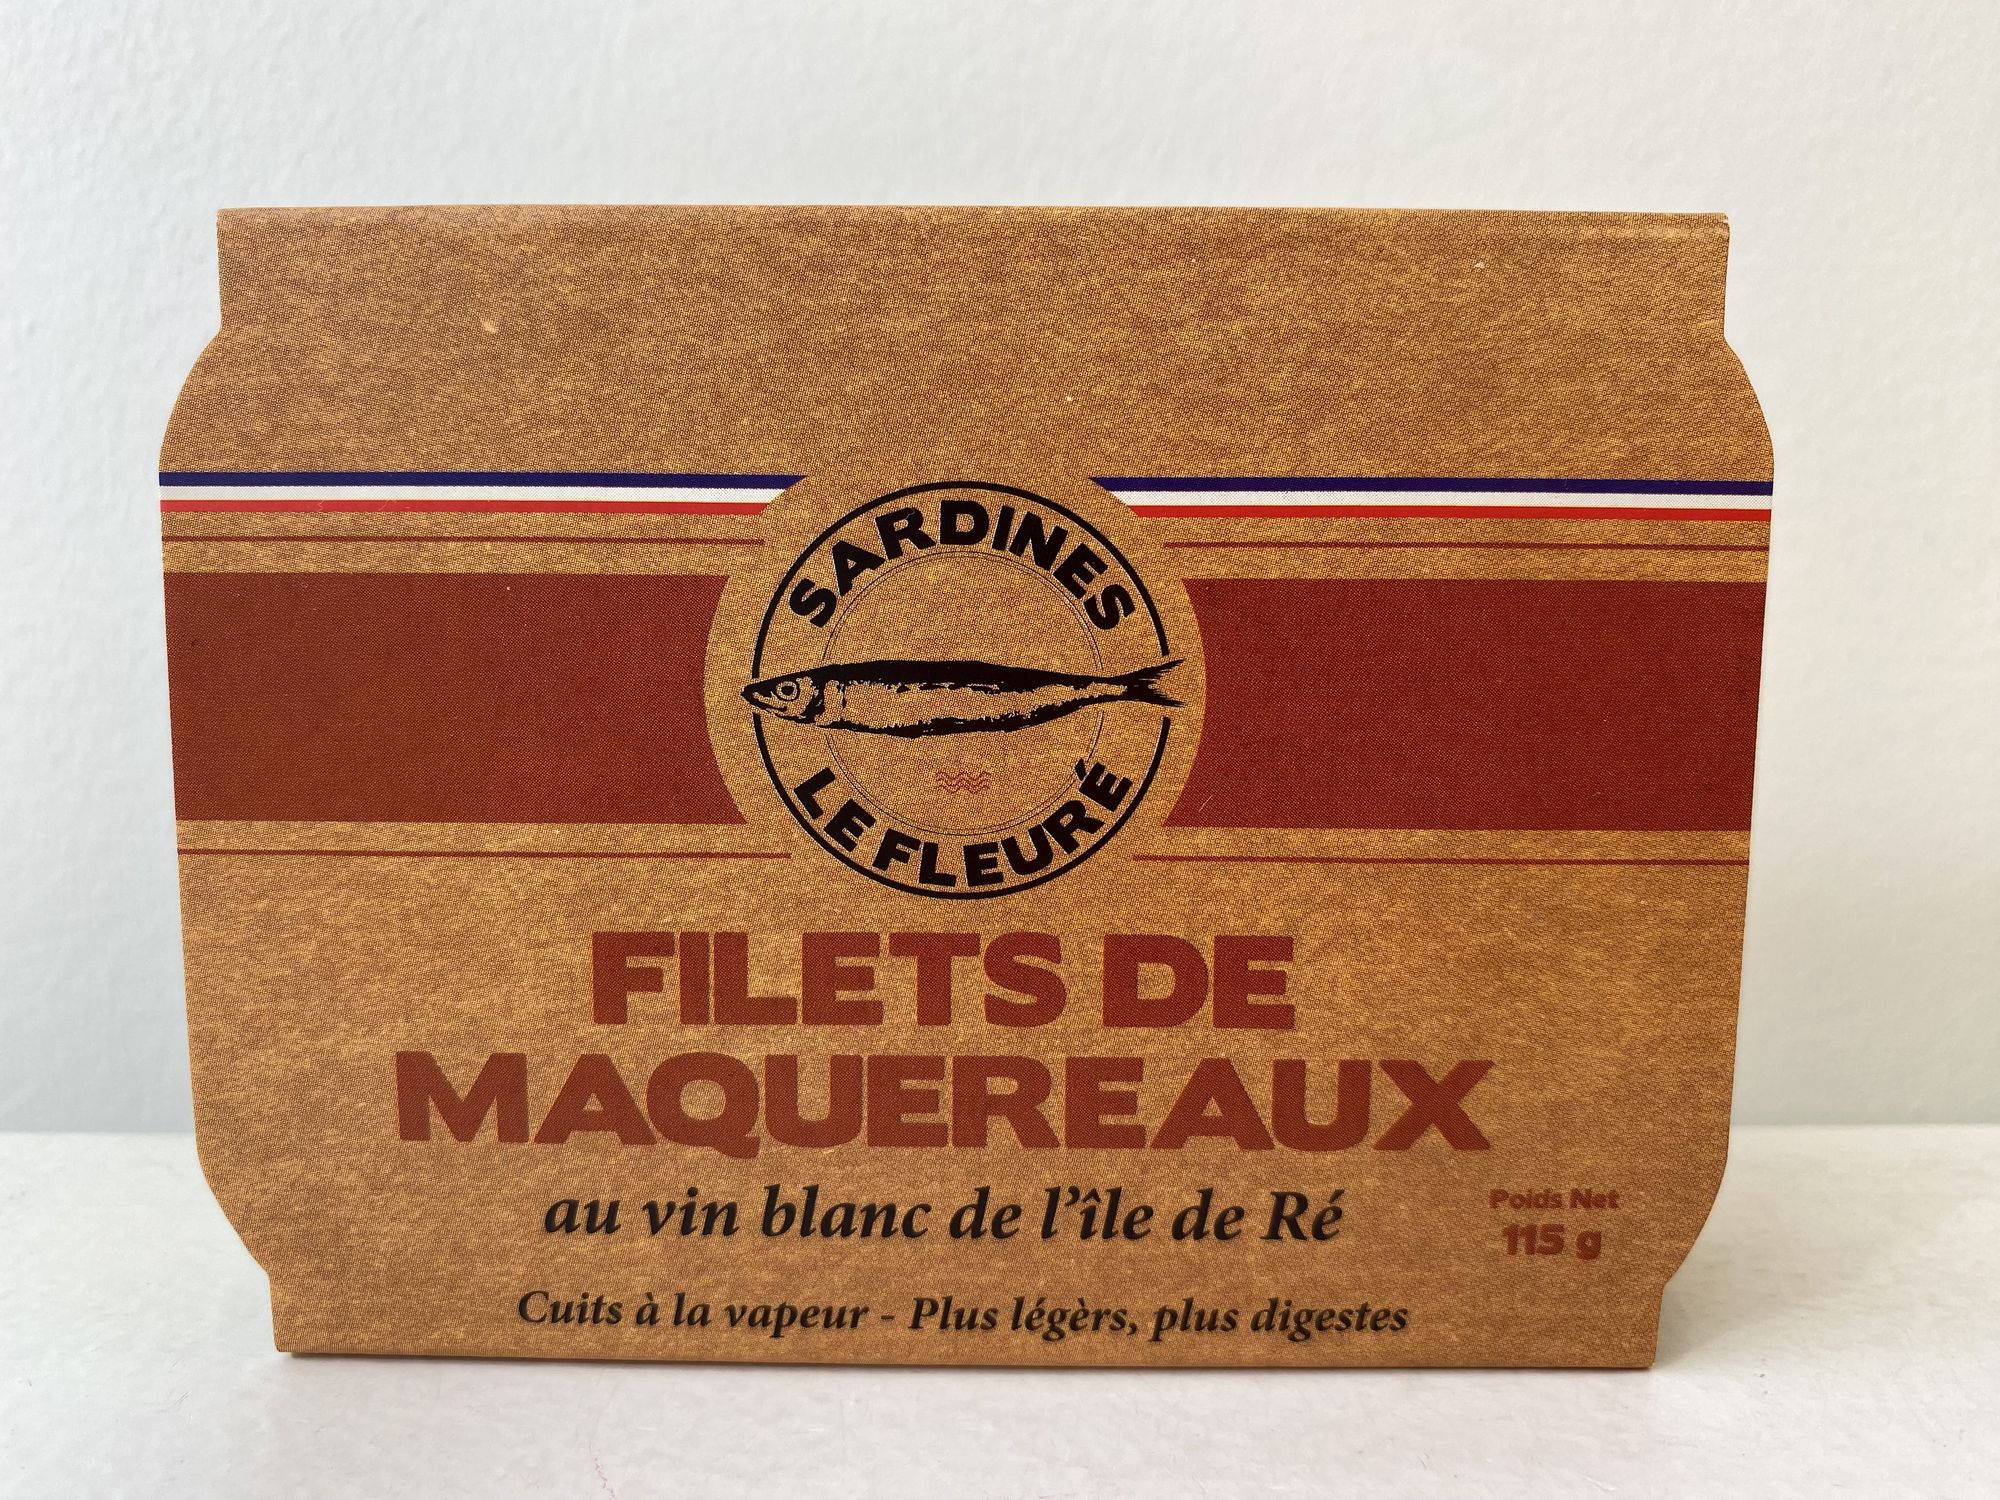 SARDINES
LE FLEURÉ
FILETS DE
MAQUEREAUX
au vin blanc de l'île de Ré
Poids Net
115 g
Cuits à la vapeur - Plus légèrs, plus digestes